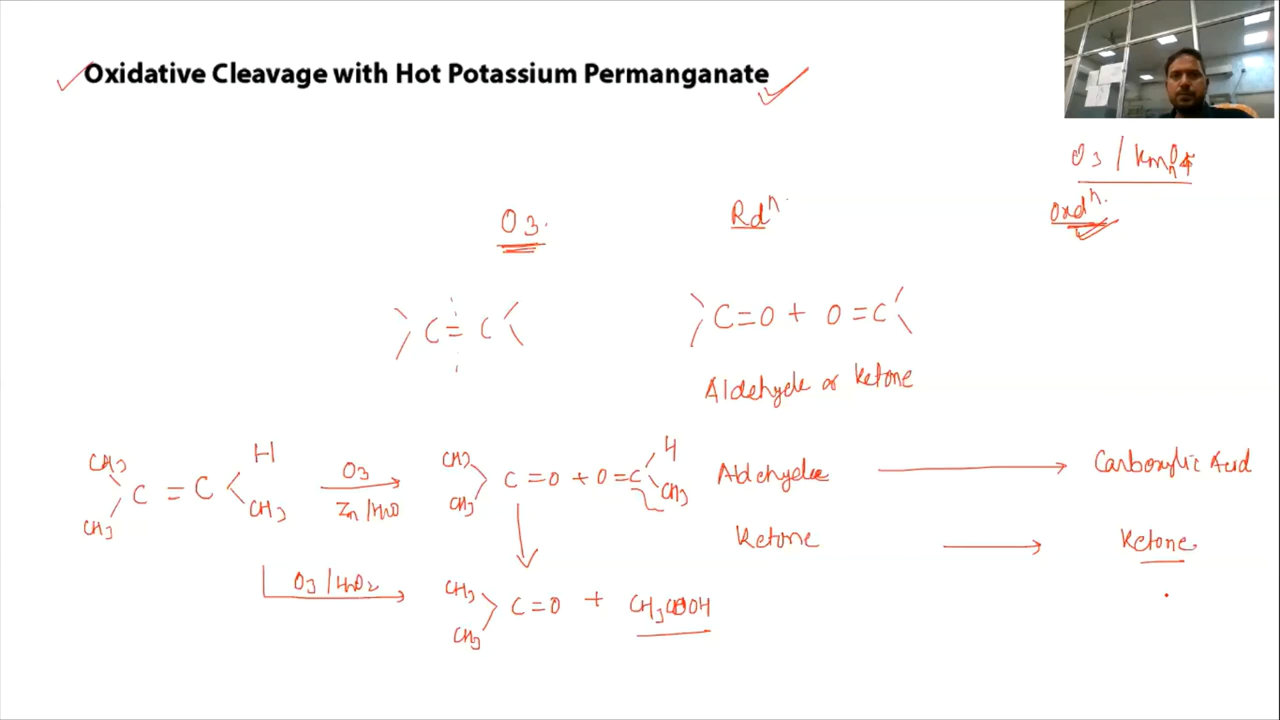 Oxidative Cleavage with Hot Potassium Permanganate
O3 / KmnO4
O3. Rdn. Oxdn.
C = C C=O + O=C
Aldehyde or Ketone
CH3 H CH3 H
C = C O3 C=O + O=C Aldehyde Carboxylic Acid
CH3 CH3 Zn/H2O CH3 CH3 Ketone Ketone
O3/H2O2 CH3 C=O + CH3COOH
CH3